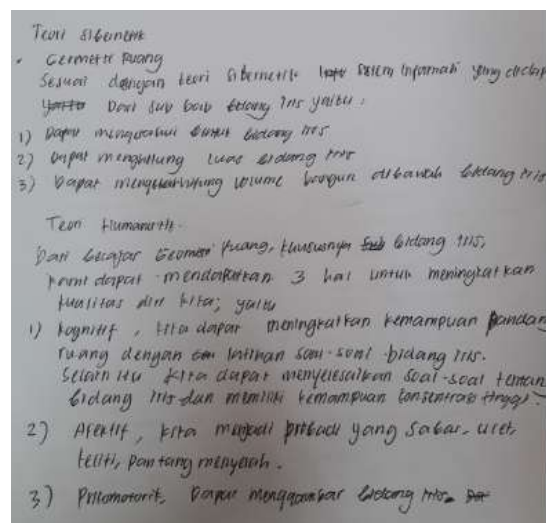 Teori Sibernetik
• Geometri Ruang
Sesuai dengan teori sibernetik sistem informasi yang didap
Dari sub bab bidang iris yaitu :
1) Dapat mengetahui bentuk bidang iris
2) Dapat menghitung luas bidang iris
3) Dapat menghitung volume bangun dibawah bidang iris
Teori Humanistik.
Dari belajar Geometri Ruang, khususnya bidang iris,
kami dapat mendapatkan 3 hal untuk meningkatkan
kualitas diri kita, yaitu
1) Kognitif, kita dapat meningkatkan kemampuan pandang
ruang dengan latihan soal-soal bidang iris.
Selain itu kita dapat menyelesaikan soal-soal tentan
bidang iris dan memiliki kemampuan konsentrasi tinggi.
2) Afektif, kita menjadi pribadi yang sabar, ulet,
teliti, pantang menyerah.
3) Psikomotorik, Dapat menggambar bidang iris.